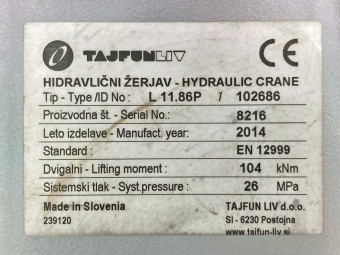 TAJFUN LIV CE
HIDRAVLIČNI ŽERJAV - HYDRAULIC CRANE
Tip - Type /ID No : L 11.86P / 102686
Proizvodna št. - Serial No.: 8216
Leto izdelave - Manufact. year: 2014
Standard : EN 12999
Dvigalni - Lifting moment : 104 kNm
Sistemski tlak - Syst.pressure : 26 MPa
Made in Slovenia TAJFUN LIV d.o.o.
239120 SI - 6230 Postojna
www.tajfun-liv.si